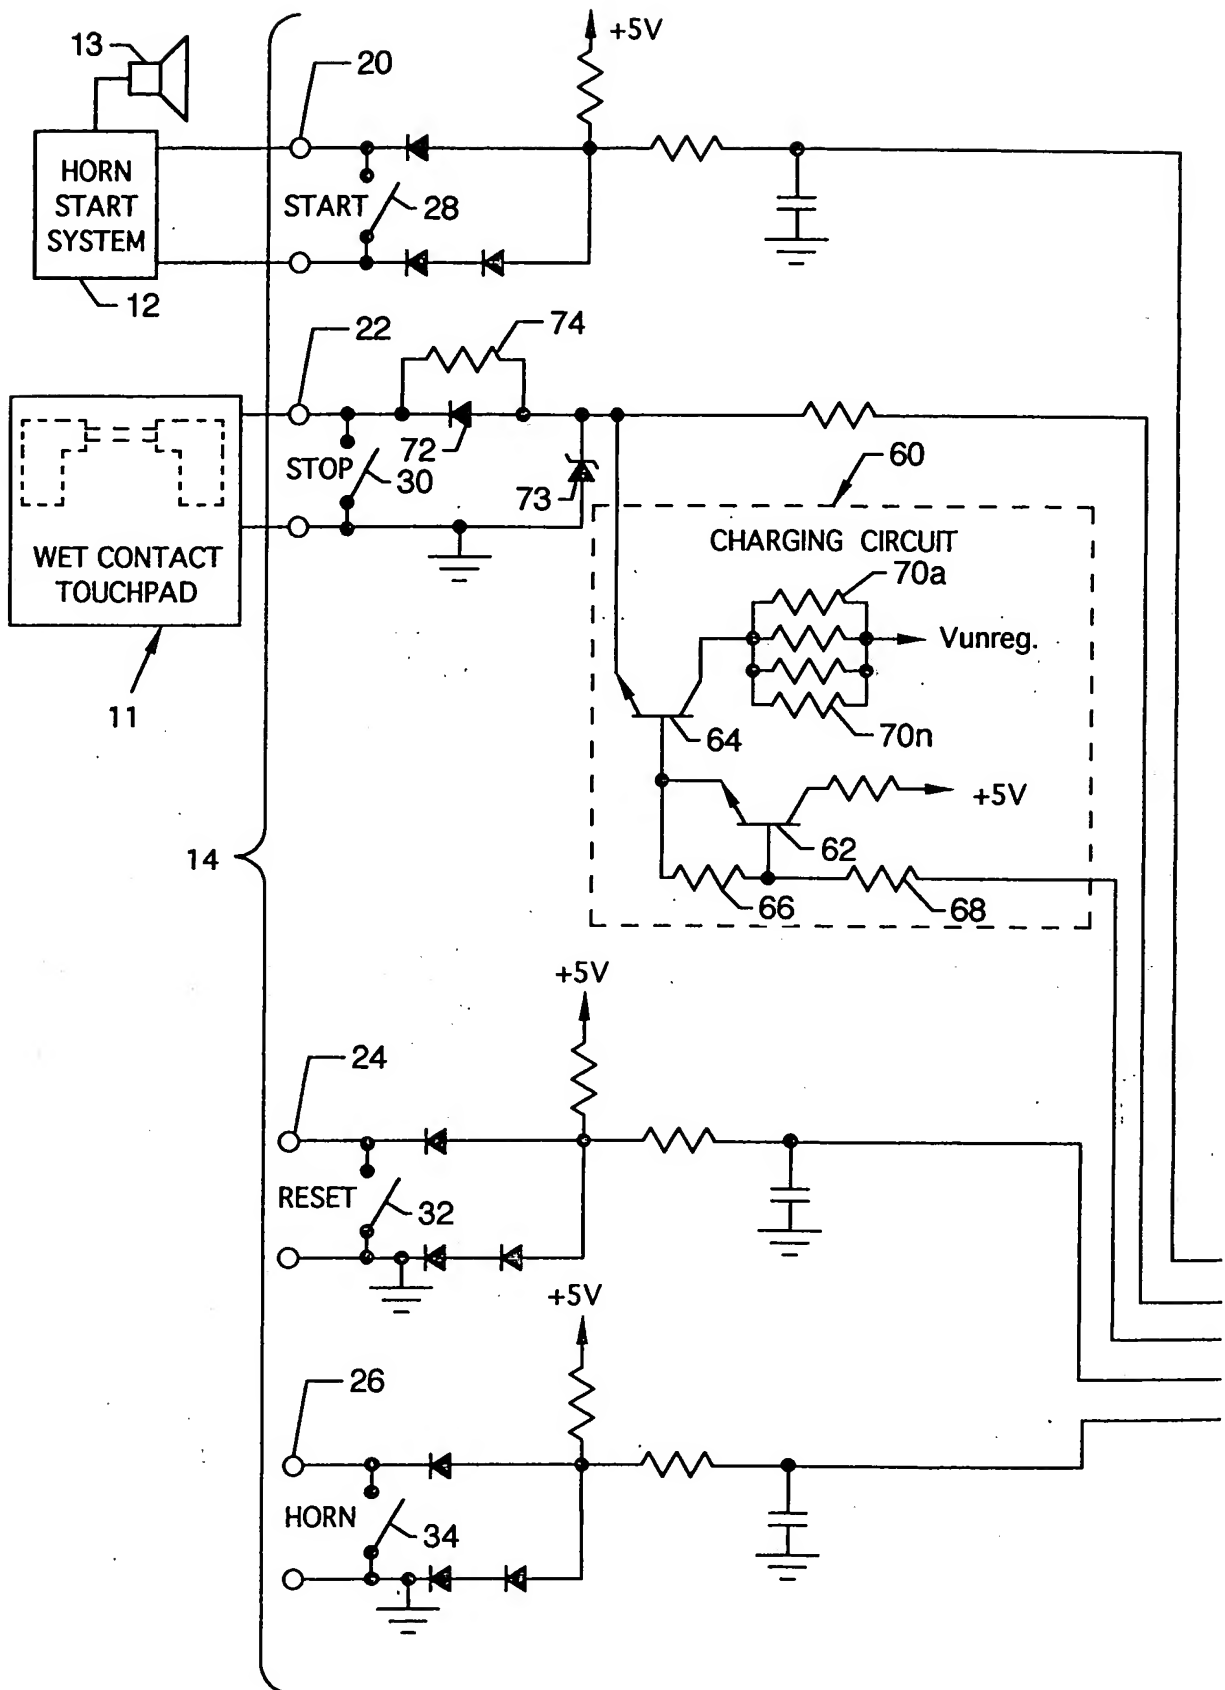 13
+5V
20
HORN
START
SYSTEM
START
28
12
22
74
72
STOP
30
73
60
WET CONTACT
TOUCHPAD
CHARGING CIRCUIT
70a
Vunreg.
11
64
70n
+5V
62
14
66
68
+5V
24
RESET
32
+5V
26
HORN
34